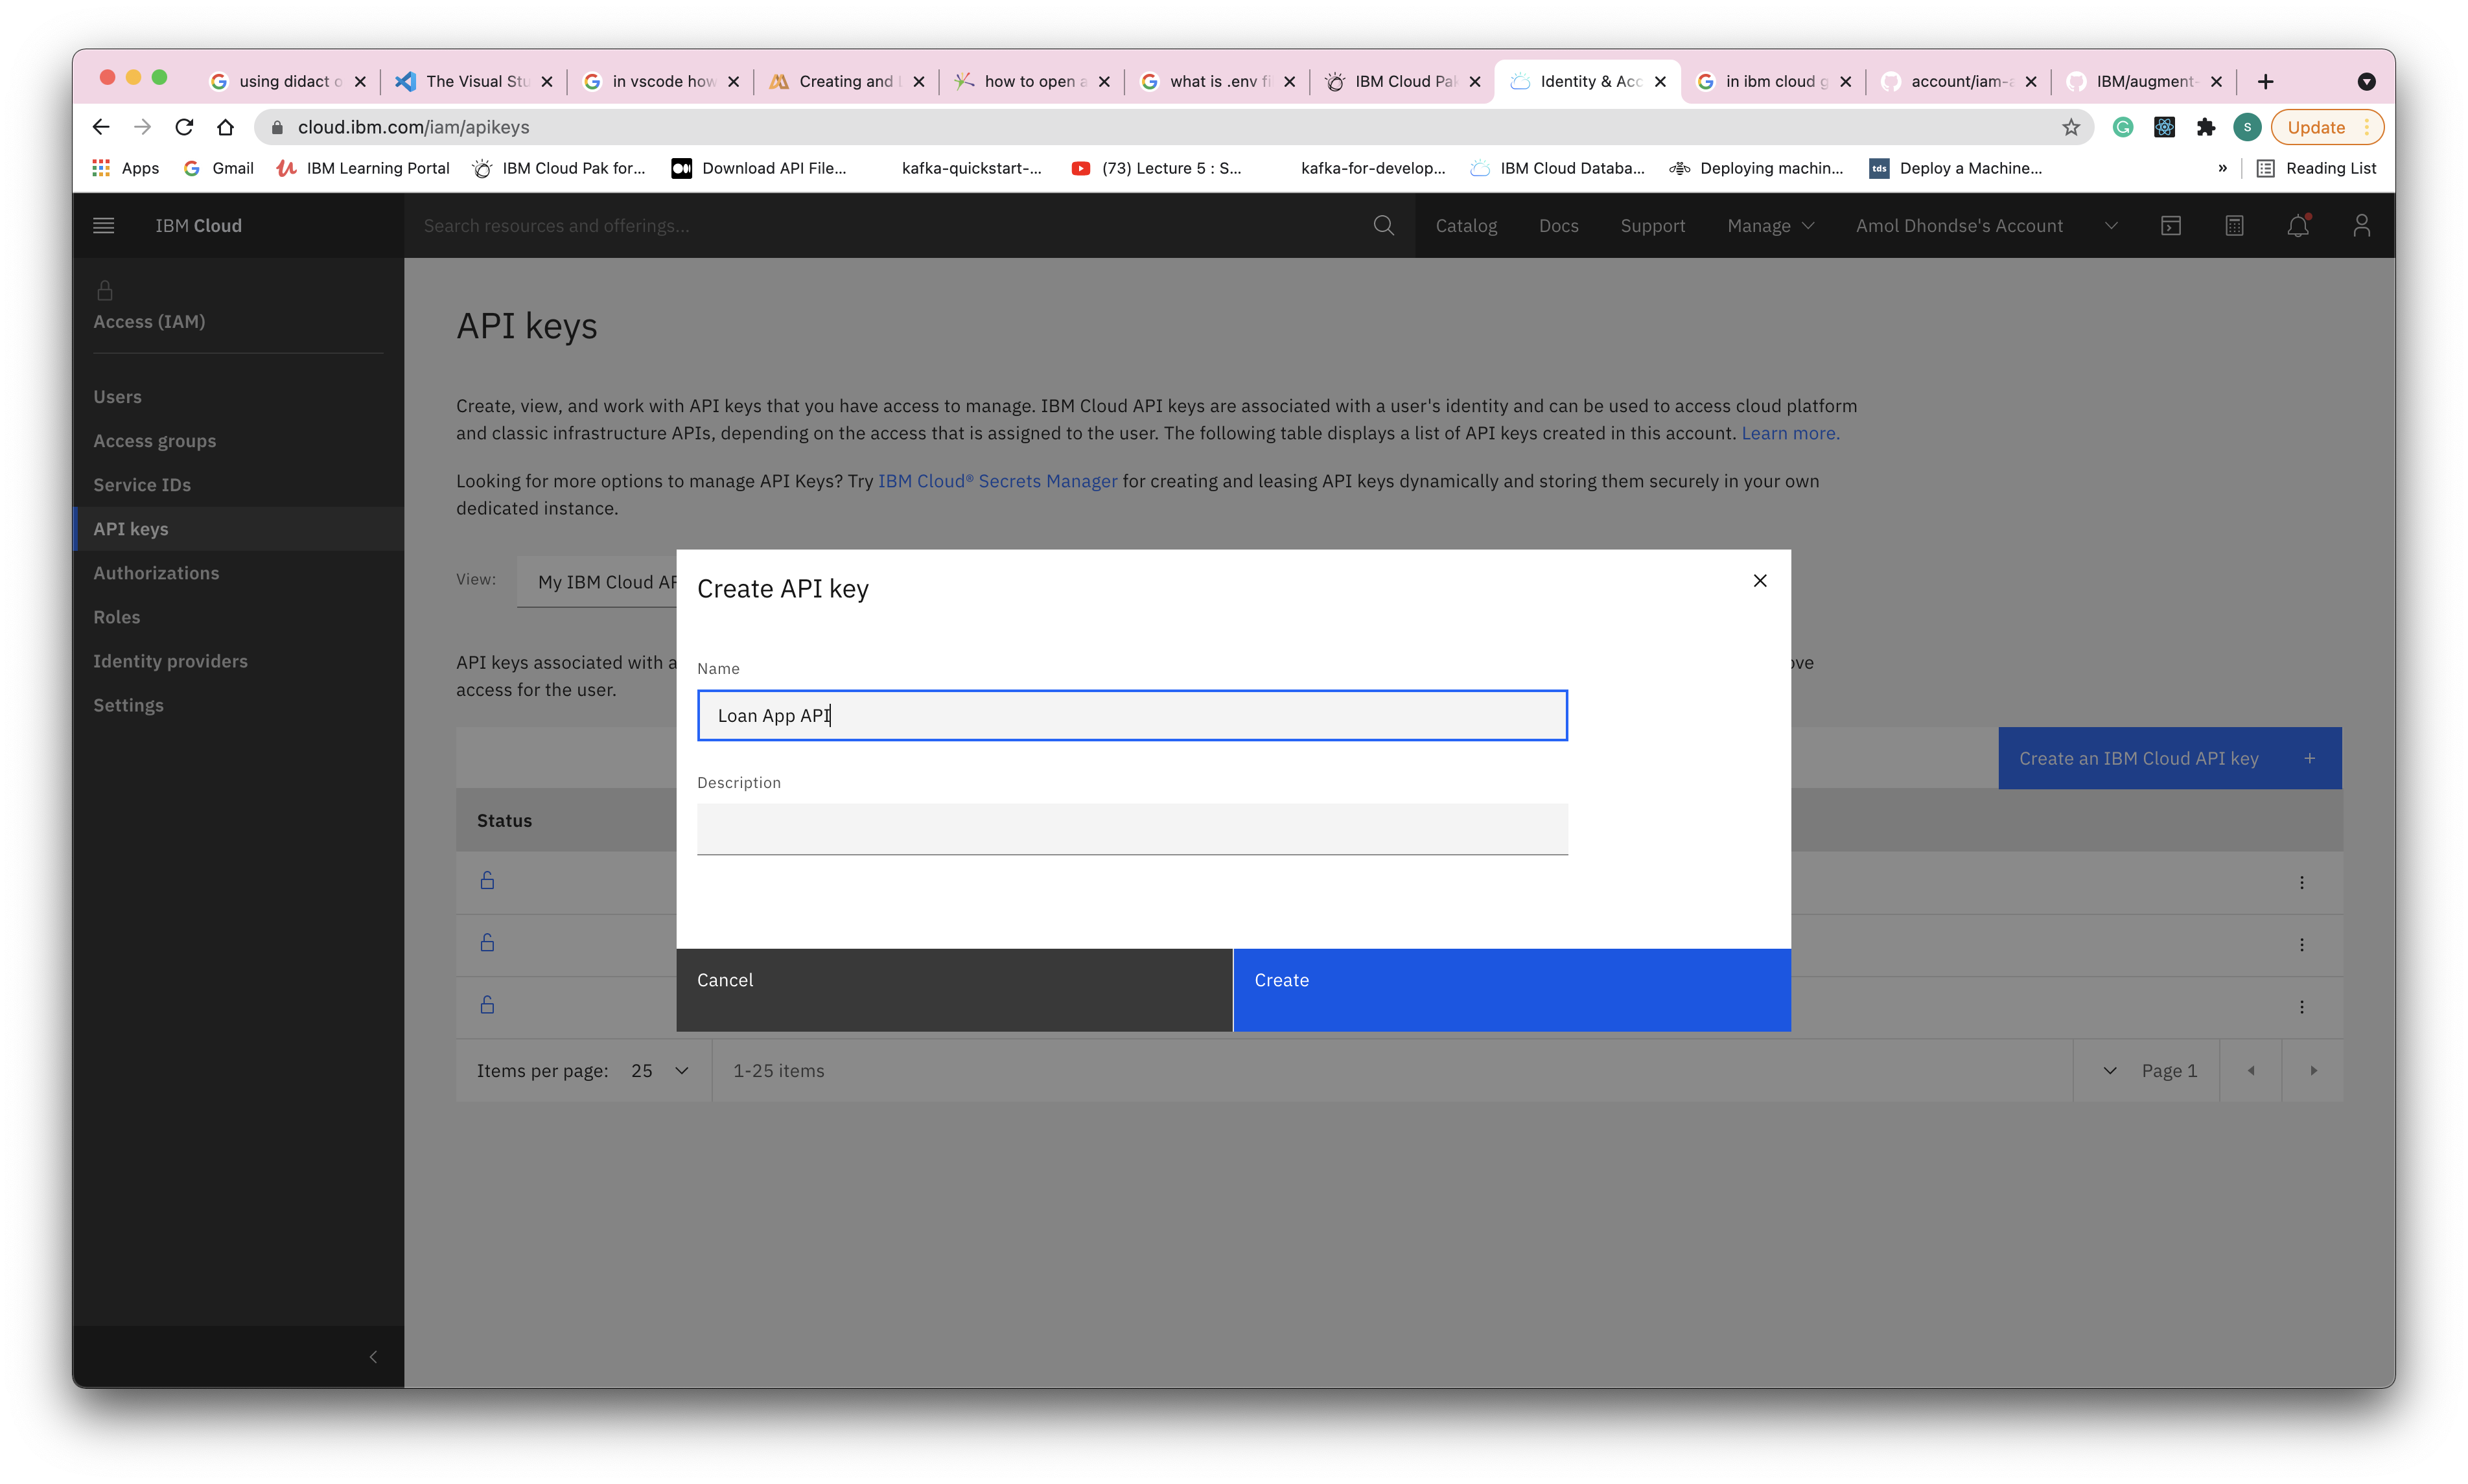 using didact o
The Visual Stu
in vscode how
Creating and
how to open a
what is .env fi
IBM Cloud Pak
Identity & Acc
in ibm cloud g
account/iam-a
IBM/augment-
cloud.ibm.com/iam/apikeys
S
Update
Apps
Gmail
IBM Learning Portal
IBM Cloud Pak for...
Download API File...
kafka-quickstart-...
(73) Lecture 5 : S...
kafka-for-develop...
IBM Cloud Databa...
Deploying machin...
tds
Deploy a Machine...
»
Reading List
IBM Cloud
Search resources and offerings...
Catalog
Docs
Support
Manage
Amol Dhondse's Account
Access (IAM)
Users
Access groups
Service IDs
API keys
Authorizations
Roles
Identity providers
Settings
API keys
Create, view, and work with API keys that you have access to manage. IBM Cloud API keys are associated with a user's identity and can be used to access cloud platform
and classic infrastructure APIs, depending on the access that is assigned to the user. The following table displays a list of API keys created in this account. Learn more.
Looking for more options to manage API Keys? Try IBM Cloud® Secrets Manager for creating and leasing API keys dynamically and storing them securely in your own
dedicated instance.
View:
My IBM Cloud AP
API keys associated with a
ove
access for the user.
Create an IBM Cloud API key +
Status
Create API key
Name
Loan App API
Description
Cancel
Create
Items per page: 25
1-25 items
Page 1